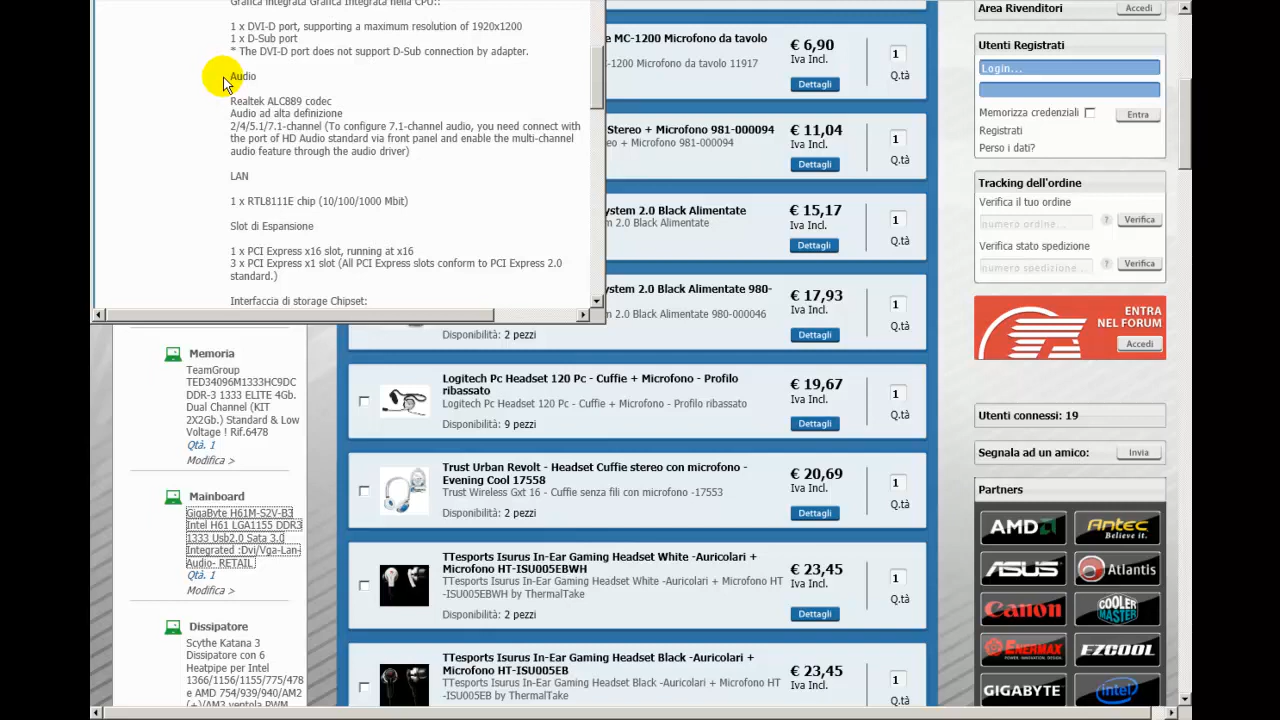 Grafica integrata Grafica Integrata nella CPU::
1 x DVI-D port, supporting a maximum resolution of 1920x1200
1 x D-Sub port
* The DVI-D port does not support D-Sub connection by adapter.
Audio
Realtek ALC889 codec
Audio ad alta definizione
2/4/5.1/7.1-channel (To configure 7.1-channel audio, you need connect with
the port of HD Audio standard via front panel and enable the multi-channel
audio feature through the audio driver)
LAN
1 x RTL8111E chip (10/100/1000 Mbit)
Slot di Espansione
1 x PCI Express x16 slot, running at x16
3 x PCI Express x1 slot (All PCI Express slots conform to PCI Express 2.0
standard.)
Interfaccia di storage Chipset:
Memoria
TeamGroup
TED34096M1333HC9DC
DDR-3 1333 ELITE 4Gb.
Dual Channel (KIT
2X2Gb.) Standard & Low
Voltage ! Rif.6478
Qtà. 1
Modifica >
Mainboard
GigaByte H61M-S2V-B3
Intel H61 LGA1155 DDR3
1333 Usb2.0 Sata 3.0
Integrated :Dvi/Vga-Lan-
Audio- RETAIL
Qtà. 1
Modifica >
Dissipatore
Scythe Katana 3
Dissipatore con 6
Heatpipe per Intel
1366/1156/1155/775/478
e AMD 754/939/940/AM2
(+)/AM3 ventola PWM
e MC-1200 Microfono da tavolo
-1200 Microfono da tavolo 11917
€ 6,90
Iva Incl.
Dettagli
1
Q.tà
Stereo + Microfono 981-000094
eo + Microfono 981-000094
€ 11,04
Iva Incl.
Dettagli
1
Q.tà
ystem 2.0 Black Alimentate
m 2.0 Black Alimentate
€ 15,17
Iva Incl.
Dettagli
1
Q.tà
ystem 2.0 Black Alimentate 980-
m 2.0 Black Alimentate 980-000046
Disponibilità: 2 pezzi
€ 17,93
Iva Incl.
Dettagli
1
Q.tà
Logitech Pc Headset 120 Pc - Cuffie + Microfono - Profilo
ribassato
Logitech Pc Headset 120 Pc - Cuffie + Microfono - Profilo ribassato
Disponibilità: 9 pezzi
€ 19,67
Iva Incl.
Dettagli
1
Q.tà
Trust Urban Revolt - Headset Cuffie stereo con microfono -
Evening Cool 17558
Trust Wireless Gxt 16 - Cuffie senza fili con microfono -17553
Disponibilità: 2 pezzi
€ 20,69
Iva Incl.
Dettagli
1
Q.tà
TTesports Isurus In-Ear Gaming Headset White -Auricolari +
Microfono HT-ISU005EBWH
TTesports Isurus In-Ear Gaming Headset White -Auricolari + Microfono HT
-ISU005EBWH by ThermalTake
Disponibilità: 2 pezzi
€ 23,45
Iva Incl.
Dettagli
1
Q.tà
TTesports Isurus In-Ear Gaming Headset Black -Auricolari +
Microfono HT-ISU005EB
TTesports Isurus In-Ear Gaming Headset Black -Auricolari + Microfono HT
-ISU005EB by ThermalTake
€ 23,45
Iva Incl.
1
Q.tà
Area Rivenditori
Accedi
Utenti Registrati
Login...
Memorizza credenziali
Entra
Registrati
Perso i dati?
Tracking dell'ordine
Verifica il tuo ordine
numero ordine...
?
Verifica
Verifica stato spedizione
numero spedizione...
?
Verifica
ENTRA
NEL FORUM
Accedi
Utenti connessi: 19
Segnala ad un amico:
Invia
Partners
AMD
Antec
Believe it.
ASUS
Atlantis
Canon
COOLER
MASTER
ENERMAX
POWER. INNOVATION. DESIGN.
EZCOOL
GIGABYTE
intel